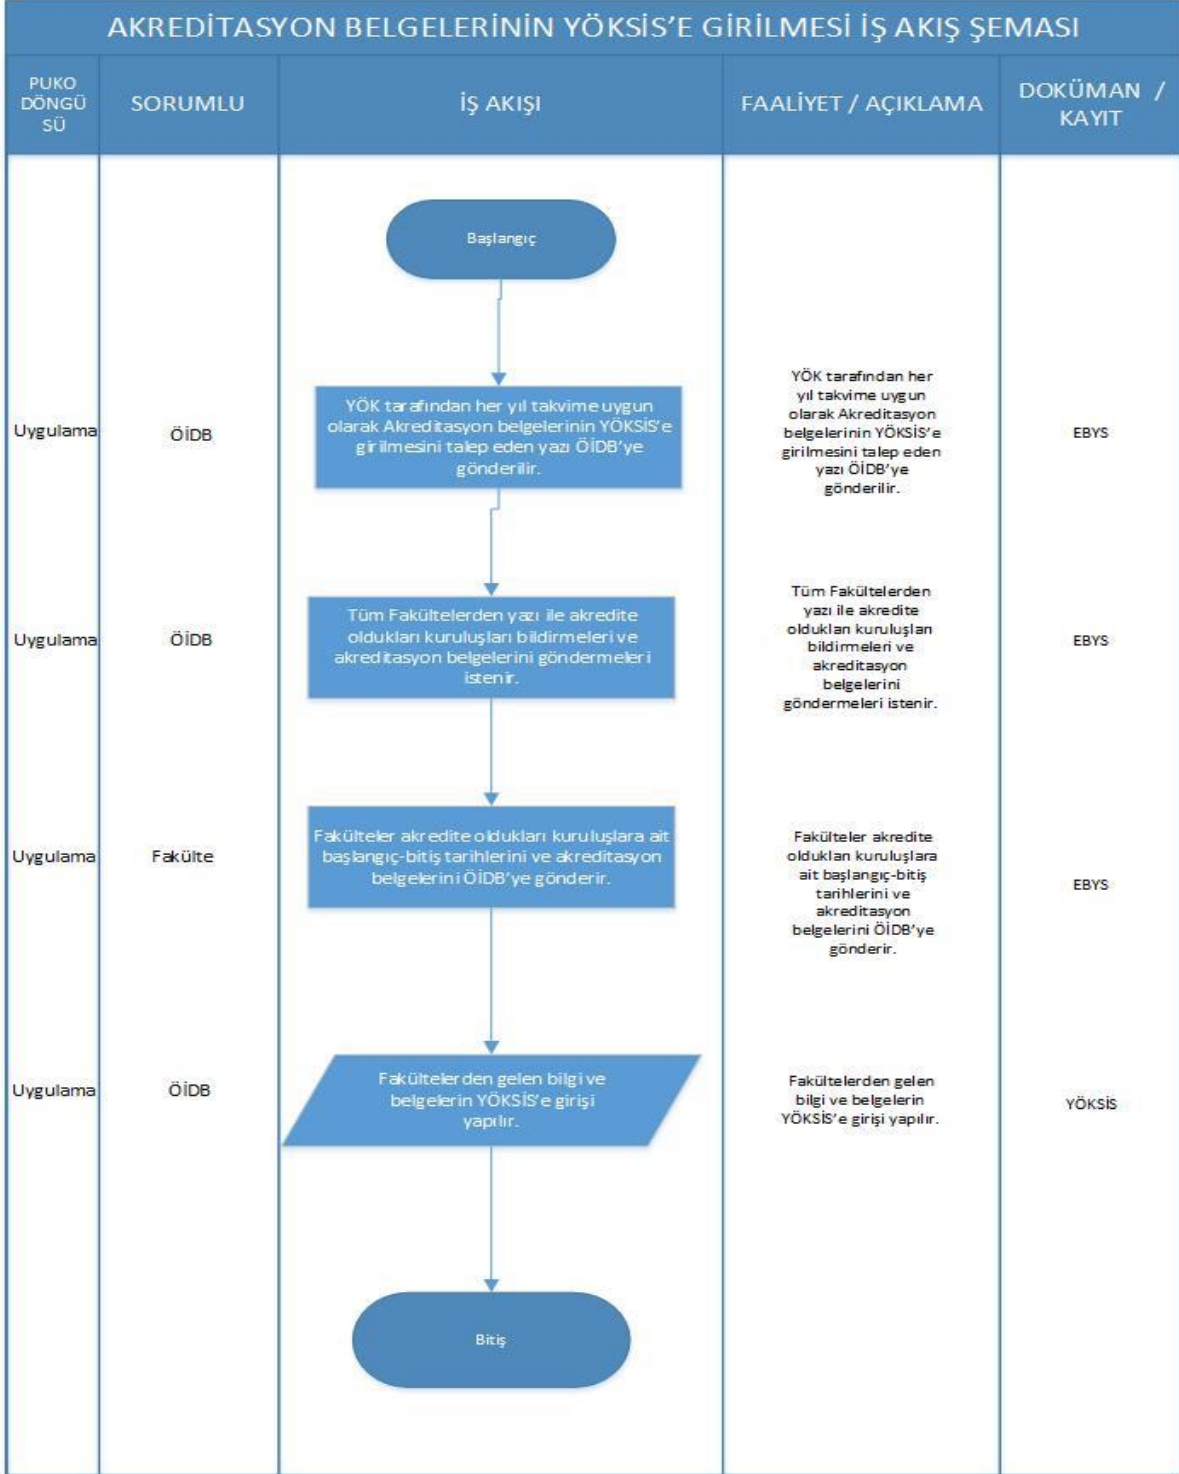 AKREDİTASYON BELGELERİNİN YÖKSİS'E GİRİLMESİ İŞ AKIŞ ŞEMASI
PUKO
DÖNGÜ
SÜ
SORUMLU
İŞ AKIŞI
FAALİYET / AÇIKLAMA
DOKÜMAN /
KAYIT
Başlangıç
Uygulama
ÖİDB
YÖK tarafından her yıl takvime uygun
olarak Akreditasyon belgelerinin YÖKSİS'e
girilmesini talep eden yazı ÖİDB'ye
gönderilir.
YÖK tarafından her
yıl takvime uygun
olarak Akreditasyon
belgelerinin YÖKSİS'e
girilmesini talep eden
yazı ÖİDB'ye
gönderilir.
EBYS
Uygulama
ÖİDB
Tüm Fakültelerden yazı ile akredite
oldukları kuruluşları bildirmeleri ve
akreditasyon belgelerini göndermeleri
istenir.
Tüm Fakültelerden
yazı ile akredite
oldukları kuruluşları
bildirmeleri ve
akreditasyon
belgelerini
göndermeleri istenir.
EBYS
Uygulama
Fakülte
Fakülteler akredite oldukları kuruluşlara ait
başlangıç-bitiş tarihlerini ve akreditasyon
belgelerini ÖİDB'ye gönderir.
Fakülteler akredite
oldukları kuruluşlara
ait başlangıç-bitiş
tarihlerini ve
akreditasyon
belgelerini ÖİDB'ye
gönderir.
EBYS
Uygulama
ÖİDB
Fakültelerden gelen bilgi ve
belgelerin YÖKSİS'e girişi
yapılır.
Fakültelerden gelen
bilgi ve belgelerin
YÖKSİS'e girişi yapılır.
YÖKSİS
Bitiş